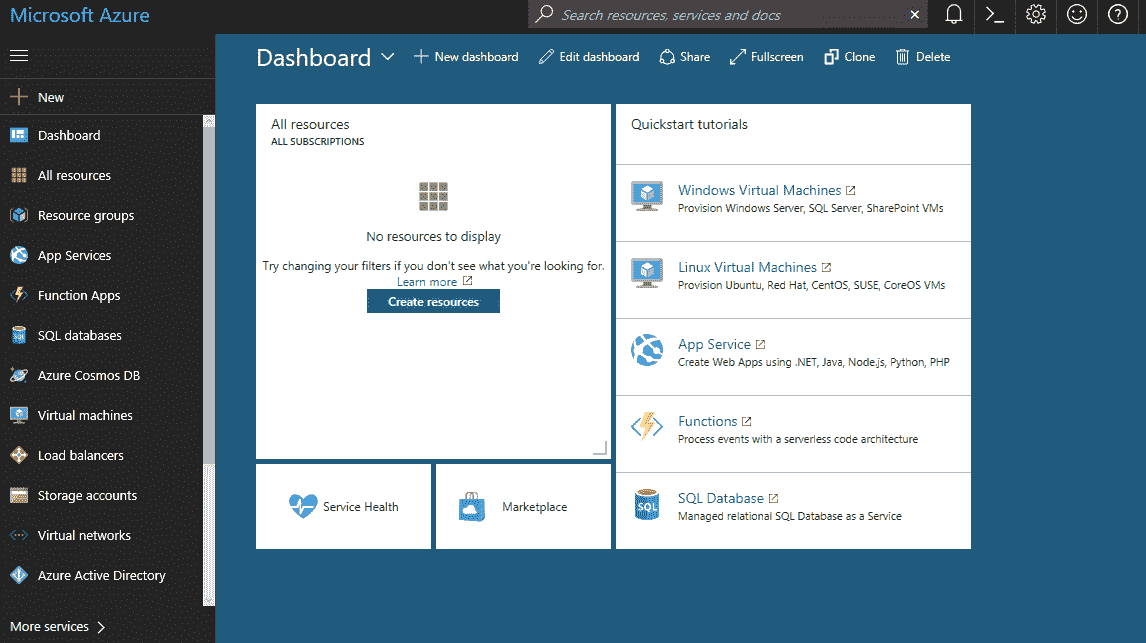 Microsoft Azure
Search resources, services and docs
New
Dashboard
All resources
Resource groups
App Services
Function Apps
SQL databases
Azure Cosmos DB
Virtual machines
Load balancers
Storage accounts
Virtual networks
Azure Active Directory
More services
Dashboard
New dashboard
Edit dashboard
Share
Fullscreen
Clone
Delete
All resources
ALL SUBSCRIPTIONS
No resources to display
Try changing your filters if you don't see what you're looking for.
Learn more
Create resources
Service Health
Marketplace
Quickstart tutorials
Windows Virtual Machines
Provision Windows Server, SQL Server, SharePoint VMs
Linux Virtual Machines
Provision Ubuntu, Red Hat, CentOS, SUSE, CoreOS VMs
App Service
Create Web Apps using .NET, Java, Node.js, Python, PHP
Functions
Process events with a serverless code architecture
SQL
SQL Database
Managed relational SQL Database as a Service